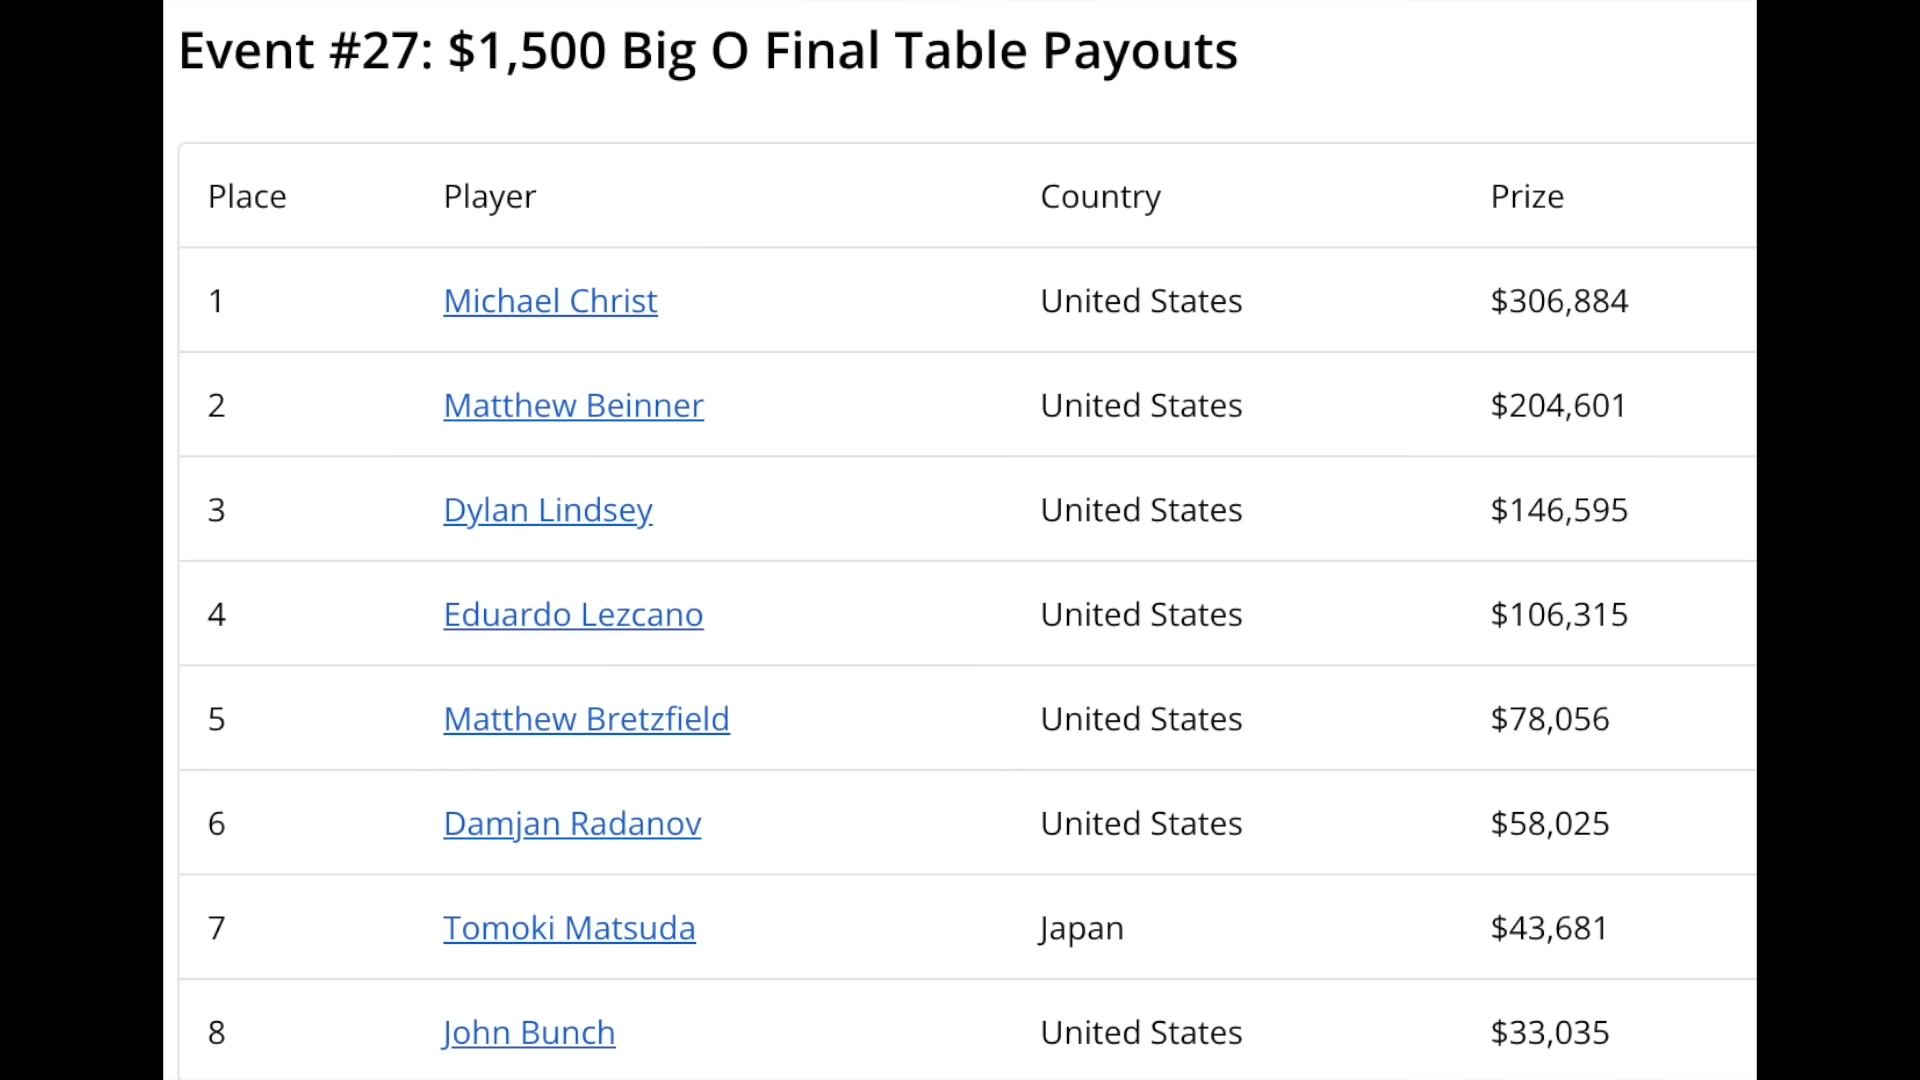 Event #27: $1,500 Big O Final Table Payouts
Place Player Country Prize
1 Michael Christ United States $306,884
2 Matthew Beinner United States $204,601
3 Dylan Lindsey United States $146,595
4 Eduardo Lezcano United States $106,315
5 Matthew Bretzfield United States $78,056
6 Damjan Radanov United States $58,025
7 Tomoki Matsuda Japan $43,681
8 John Bunch United States $33,035